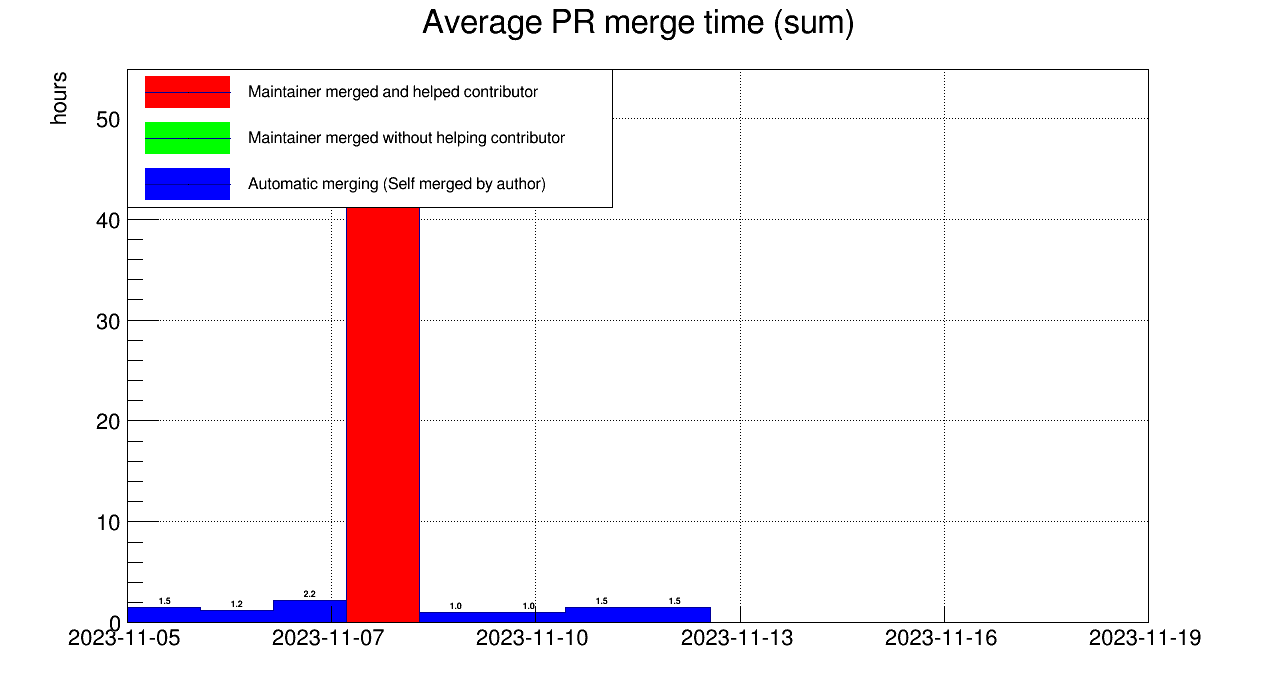 Average PR merge time (sum)
hours
Maintainer merged and helped contributor
Maintainer merged without helping contributor
Automatic merging (Self merged by author)
50
40
30
20
10
0
1.5 1.2 2.2 1.0 1.0 1.5 1.5
2023-11-05 2023-11-07 2023-11-10 2023-11-13 2023-11-16 2023-11-19